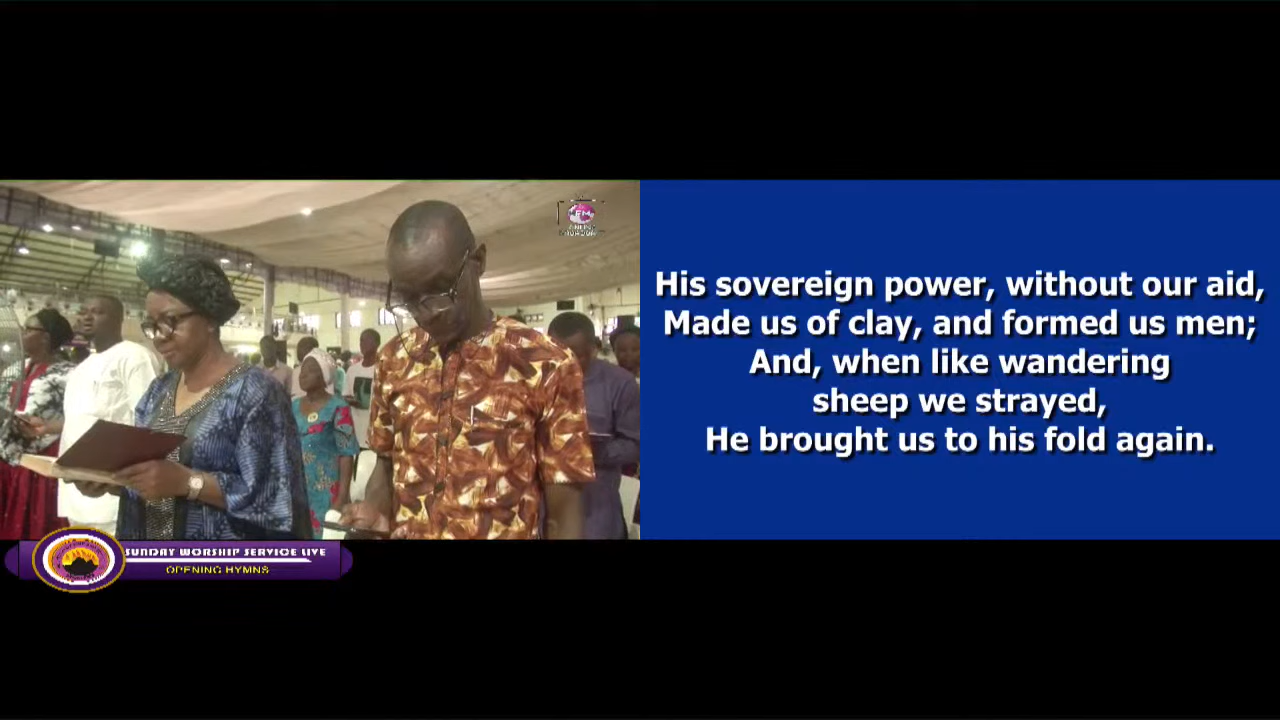 FM
His sovereign power, without our aid,
Made us of clay, and formed us men;
And, when like wandering
sheep we strayed,
He brought us to his fold again.
SUNDAY WORSHIP SERVICE LIVE
OPENING HYMNS